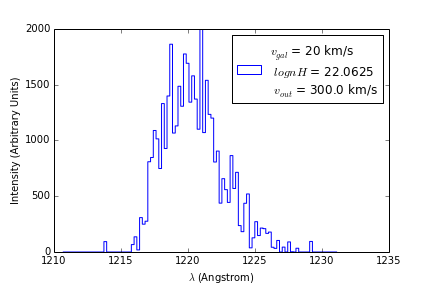 2000
1500
1000
500
0
Intensity (Arbitrary Units)
v_gal = 20 km/s
lognH = 22.0625
v_out = 300.0 km/s
1210 1215 1220 1225 1230 1235
λ (Angstrom)